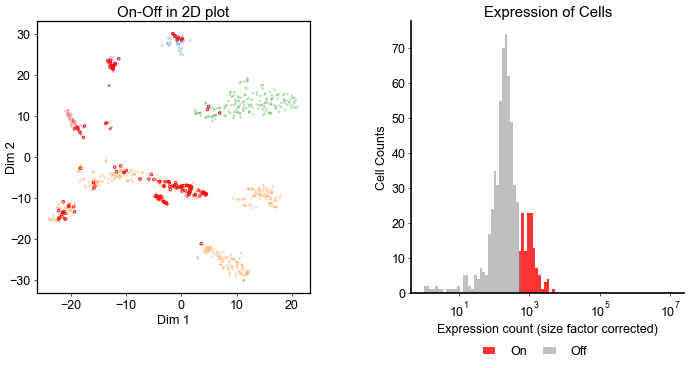 On-Off in 2D plot
30
20
10
0
−10
−20
−30
Dim 2
−20 −10 0 10 20
Dim 1
Expression of Cells
70
60
50
40
30
20
10
0
Cell Counts
10^1 10^3 10^5 10^7
Expression count (size factor corrected)
On Off